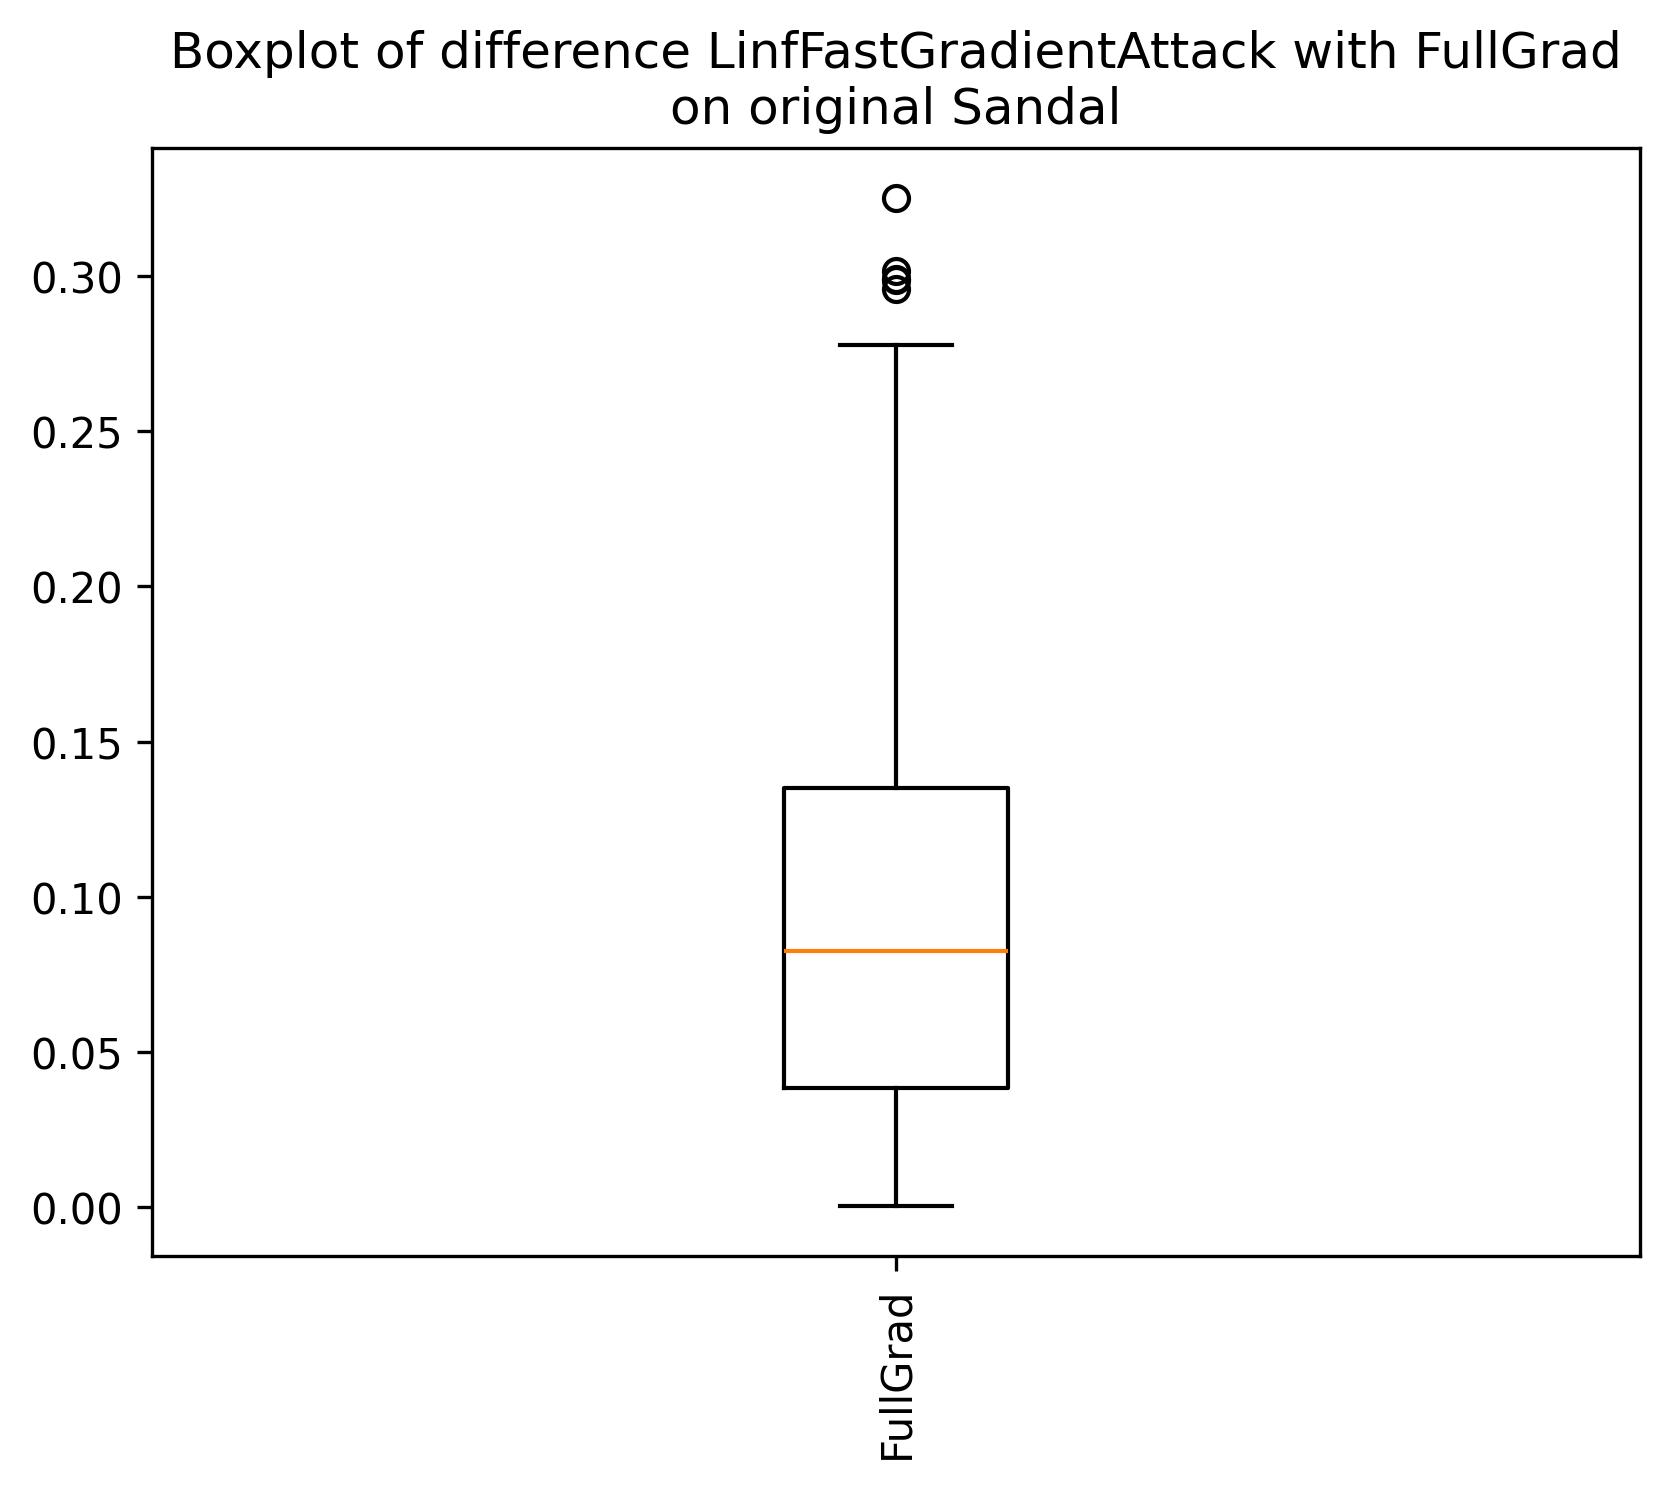 Boxplot of difference LinfFastGradientAttack with FullGrad
on original Sandal
0.30
0.25
0.20
0.15
0.10
0.05
0.00
FullGrad